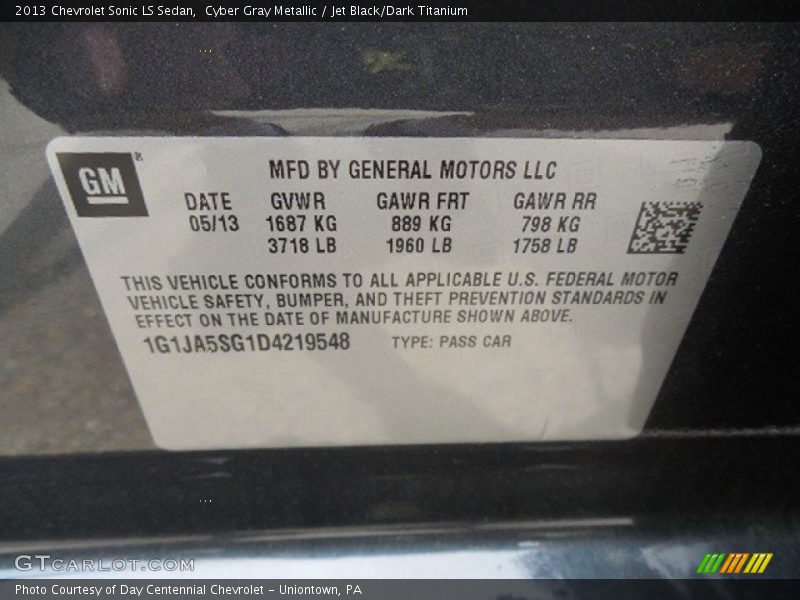 2013 Chevrolet Sonic LS Sedan,  Cyber Gray Metallic / Jet Black/Dark Titanium
GM
MFD BY GENERAL MOTORS LLC
DATE GVWR GAWR FRT GAWR RR
05/13 1687 KG 889 KG 798 KG
3718 LB 1960 LB 1758 LB
THIS VEHICLE CONFORMS TO ALL APPLICABLE U.S. FEDERAL MOTOR
VEHICLE SAFETY, BUMPER, AND THEFT PREVENTION STANDARDS IN
EFFECT ON THE DATE OF MANUFACTURE SHOWN ABOVE.
1G1JA5SG1D4219548 TYPE: PASS CAR
GTCARLOT.COM
Photo Courtesy of Day Centennial Chevrolet - Uniontown, PA